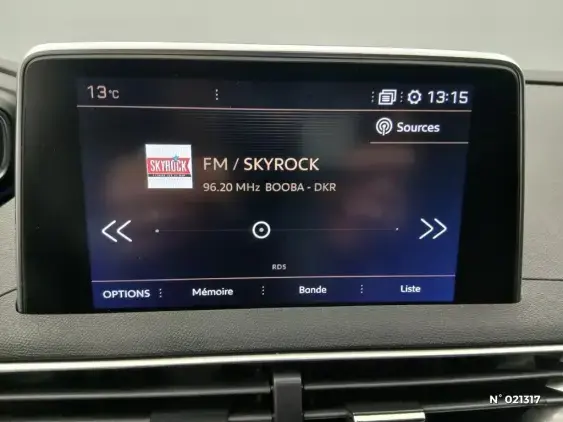 13°C
13:15
Sources
SKYROCK
FM / SKYROCK
96.20 MHz BOOBA - DKR
RDS
OPTIONS Mémoire Bande Liste
N° 021317